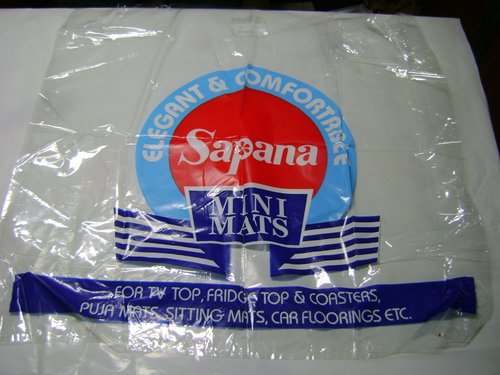 ELEGANT & COMFORTABLE
Sapana
MINI
MATS
FOR TV TOP, FRIDGE TOP & COASTERS,
PUJA MATS, SITTING MATS, CAR FLOORINGS ETC.